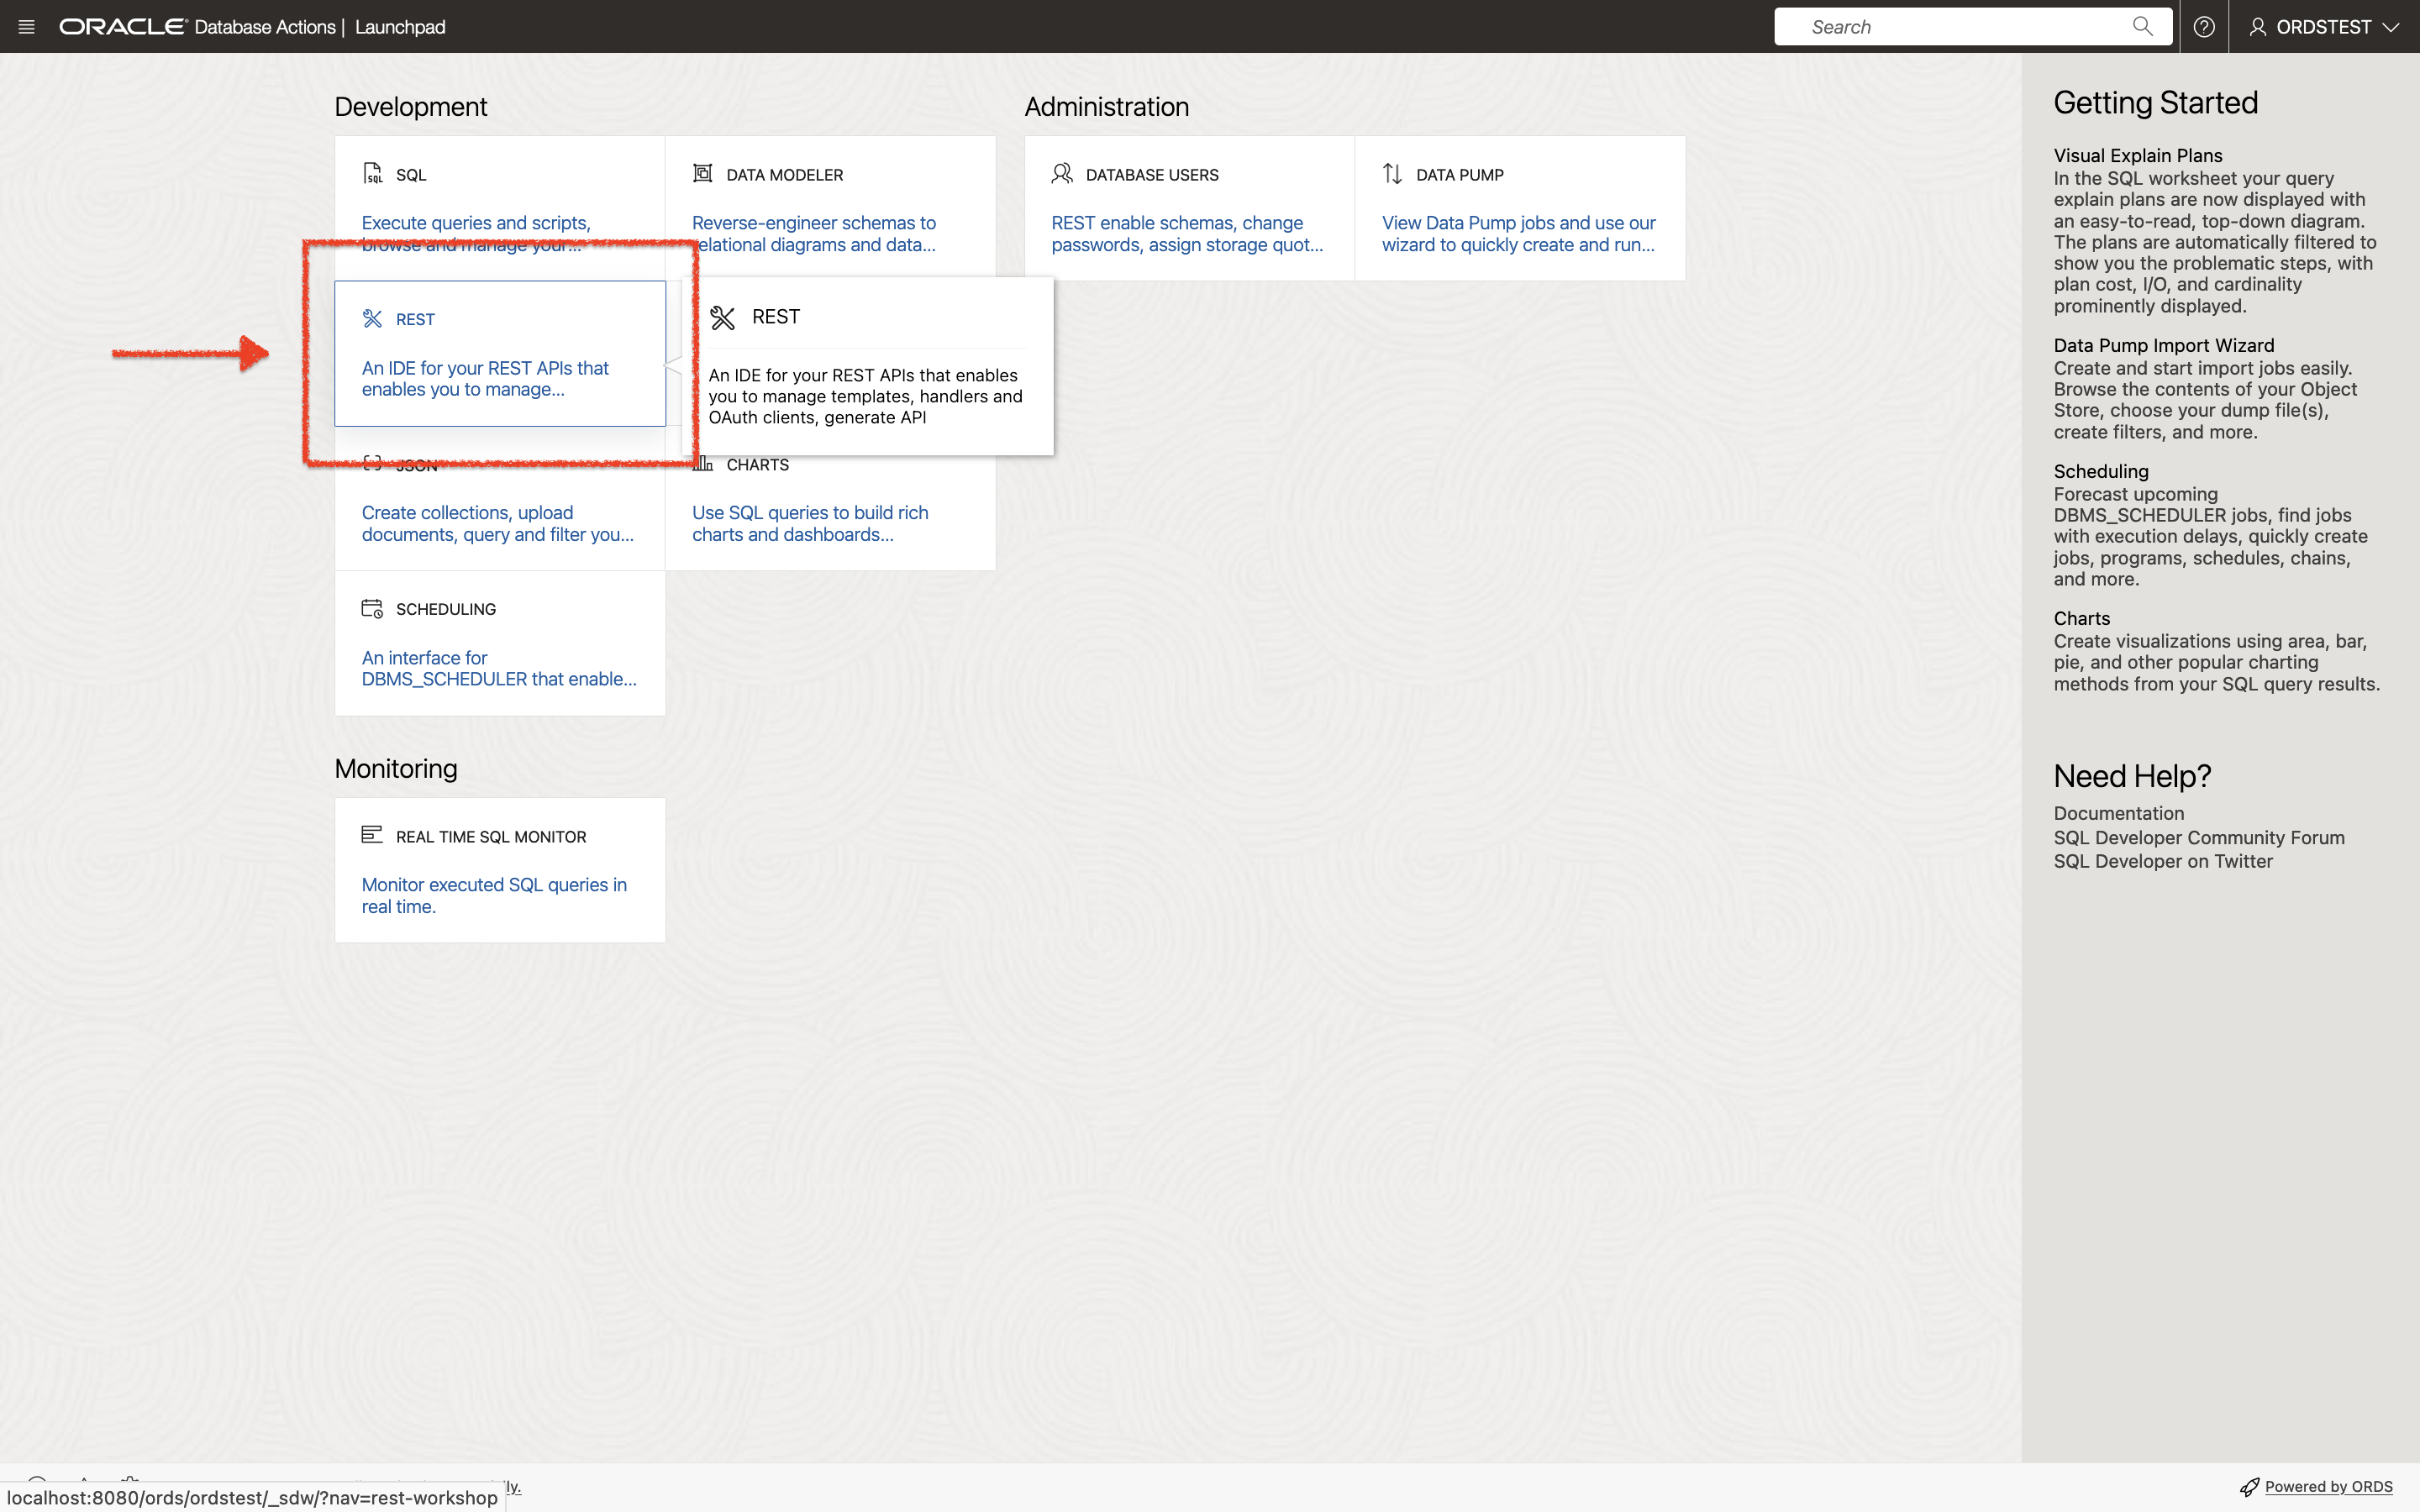 ORACLE Database Actions | Launchpad
Search
ORDSTEST
Development
SQL
Execute queries and scripts,
browse and manage your...
DATA MODELER
Reverse-engineer schemas to
relational diagrams and data...
REST
An IDE for your REST APIs that
enables you to manage...
REST
An IDE for your REST APIs that enables
you to manage templates, handlers and
OAuth clients, generate API
JSON
Create collections, upload
documents, query and filter you...
CHARTS
Use SQL queries to build rich
charts and dashboards...
SCHEDULING
An interface for
DBMS_SCHEDULER that enable...
Monitoring
REAL TIME SQL MONITOR
Monitor executed SQL queries in
real time.
Administration
DATABASE USERS
REST enable schemas, change
passwords, assign storage quot...
DATA PUMP
View Data Pump jobs and use our
wizard to quickly create and run...
Getting Started
Visual Explain Plans
In the SQL worksheet your query
explain plans are now displayed with
an easy-to-read, top-down diagram.
The plans are automatically filtered to
show you the problematic steps, with
plan cost, I/O, and cardinality
prominently displayed.
Data Pump Import Wizard
Create and start import jobs easily.
Browse the contents of your Object
Store, choose your dump file(s),
create filters, and more.
Scheduling
Forecast upcoming
DBMS_SCHEDULER jobs, find jobs
with execution delays, quickly create
jobs, programs, schedules, chains,
and more.
Charts
Create visualizations using area, bar,
pie, and other popular charting
methods from your SQL query results.
Need Help?
Documentation
SQL Developer Community Forum
SQL Developer on Twitter
ly.
localhost:8080/ords/ordstest/_sdw/?nav=rest-workshop
Powered by ORDS